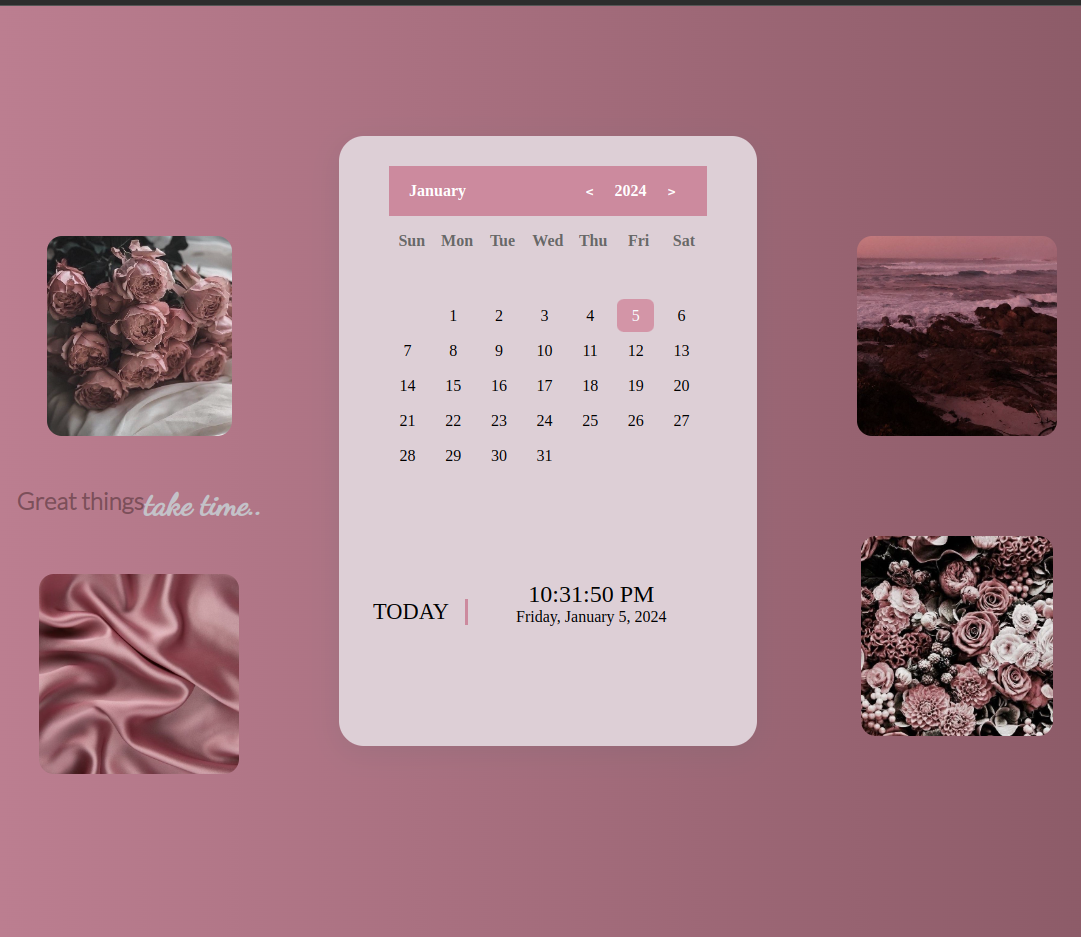 January < 2024 >
Sun Mon Tue Wed Thu Fri Sat
1 2 3 4 5 6
7 8 9 10 11 12 13
14 15 16 17 18 19 20
21 22 23 24 25 26 27
28 29 30 31
Great things take time..
TODAY
10:31:50 PM
Friday, January 5, 2024